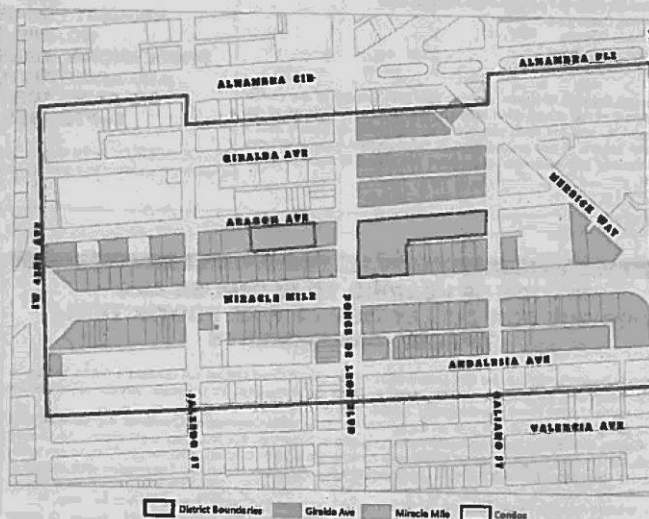 ALHAMBRA CIR
ALHAMBRA PLZ
GIRALDA AVE
MERRICK WAY
ARAGON AVE
SW 42ND AVE
MIRACLE MILE
PONCE DE LEON BLVD
ANDALUSIA AVE
SALZEDO ST
GALIANO ST
VALENCIA AVE
District Boundaries Giralda Ave Miracle Mile Condos